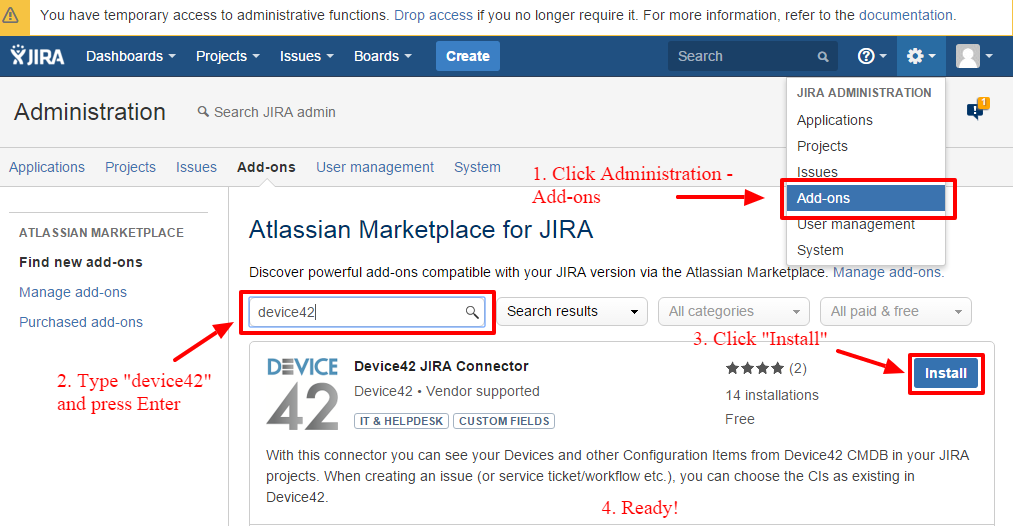 You have temporary access to administrative functions. Drop access if you no longer require it. For more information, refer to the documentation.
JIRA Dashboards Projects Issues Boards Create Search
Administration
Search JIRA admin
1
JIRA ADMINISTRATION
Applications
Projects
Issues
Add-ons
User management
System
Applications Projects Issues Add-ons User management System
1. Click Administration -
Add-ons
ATLASSIAN MARKETPLACE
Find new add-ons
Manage add-ons
Purchased add-ons
Atlassian Marketplace for JIRA
Discover powerful add-ons compatible with your JIRA version via the Atlassian Marketplace. Manage add-ons.
device42 Search results All categories All paid & free
2. Type "device42"
and press Enter
3. Click "Install"
DEVICE
42
Device42 JIRA Connector
Device42 • Vendor supported
IT & HELPDESK CUSTOM FIELDS
(2)
14 installations
Free
Install
With this connector you can see your Devices and other Configuration Items from Device42 CMDB in your JIRA
projects. When creating an issue (or service ticket/workflow etc.), you can choose the CIs as existing in
Device42.
4. Ready!